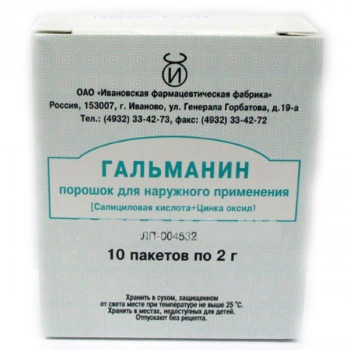 И
ОАО «Ивановская фармацевтическая фабрика»
Россия, 153007, г. Иваново, ул. Генерала Горбатова, д.19-а
Тел.: (4932) 33-42-73, факс: (4932) 33-42-72
ГАЛЬМАНИН
порошок для наружного применения
[Салициловая кислота+Цинка оксид]
ЛП-004532
10 пакетов по 2 г
Хранить в сухом, защищенном
от света месте при температуре не выше 25 °С.
Хранить в местах, недоступных для детей.
Отпускают без рецепта.